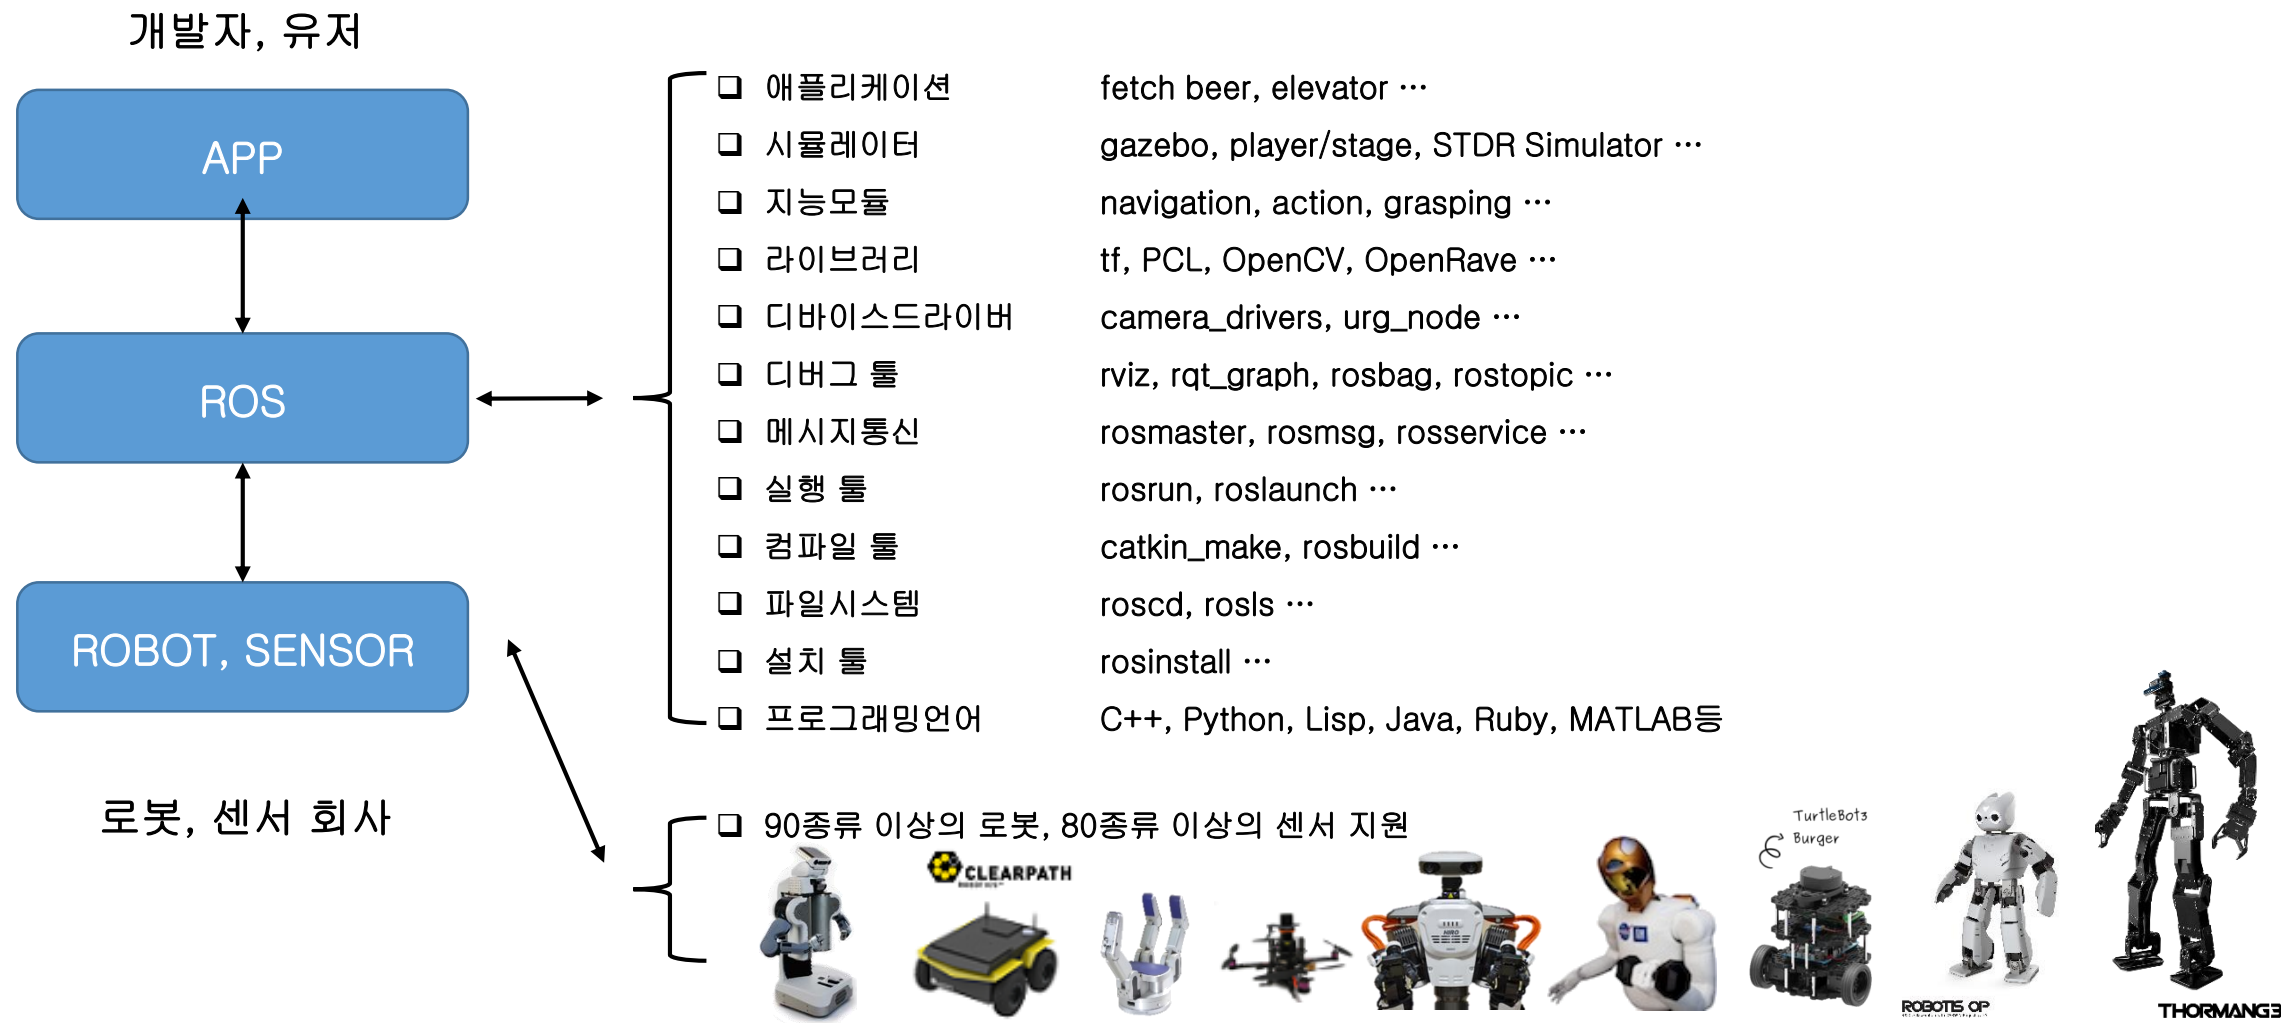 개발자, 유저
APP
ROS
ROBOT, SENSOR
로봇, 센서 회사
❑ 애플리케이션 fetch beer, elevator ⋯
❑ 시뮬레이터 gazebo, player/stage, STDR Simulator ⋯
❑ 지능모듈 navigation, action, grasping ⋯
❑ 라이브러리 tf, PCL, OpenCV, OpenRave ⋯
❑ 디바이스드라이버 camera_drivers, urg_node ⋯
❑ 디버그 툴 rviz, rqt_graph, rosbag, rostopic ⋯
❑ 메시지통신 rosmaster, rosmsg, rosservice ⋯
❑ 실행 툴 rosrun, roslaunch ⋯
❑ 컴파일 툴 catkin_make, rosbuild ⋯
❑ 파일시스템 roscd, rosls ⋯
❑ 설치 툴 rosinstall ⋯
❑ 프로그래밍언어 C++, Python, Lisp, Java, Ruby, MATLAB등
❑ 90종류 이상의 로봇, 80종류 이상의 센서 지원
CLEARPATH
HIRO
GM
TurtleBot3
Burger
ROBOTIS OP
THORMANG3